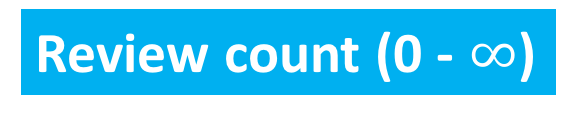 Review count (0 - ∞)